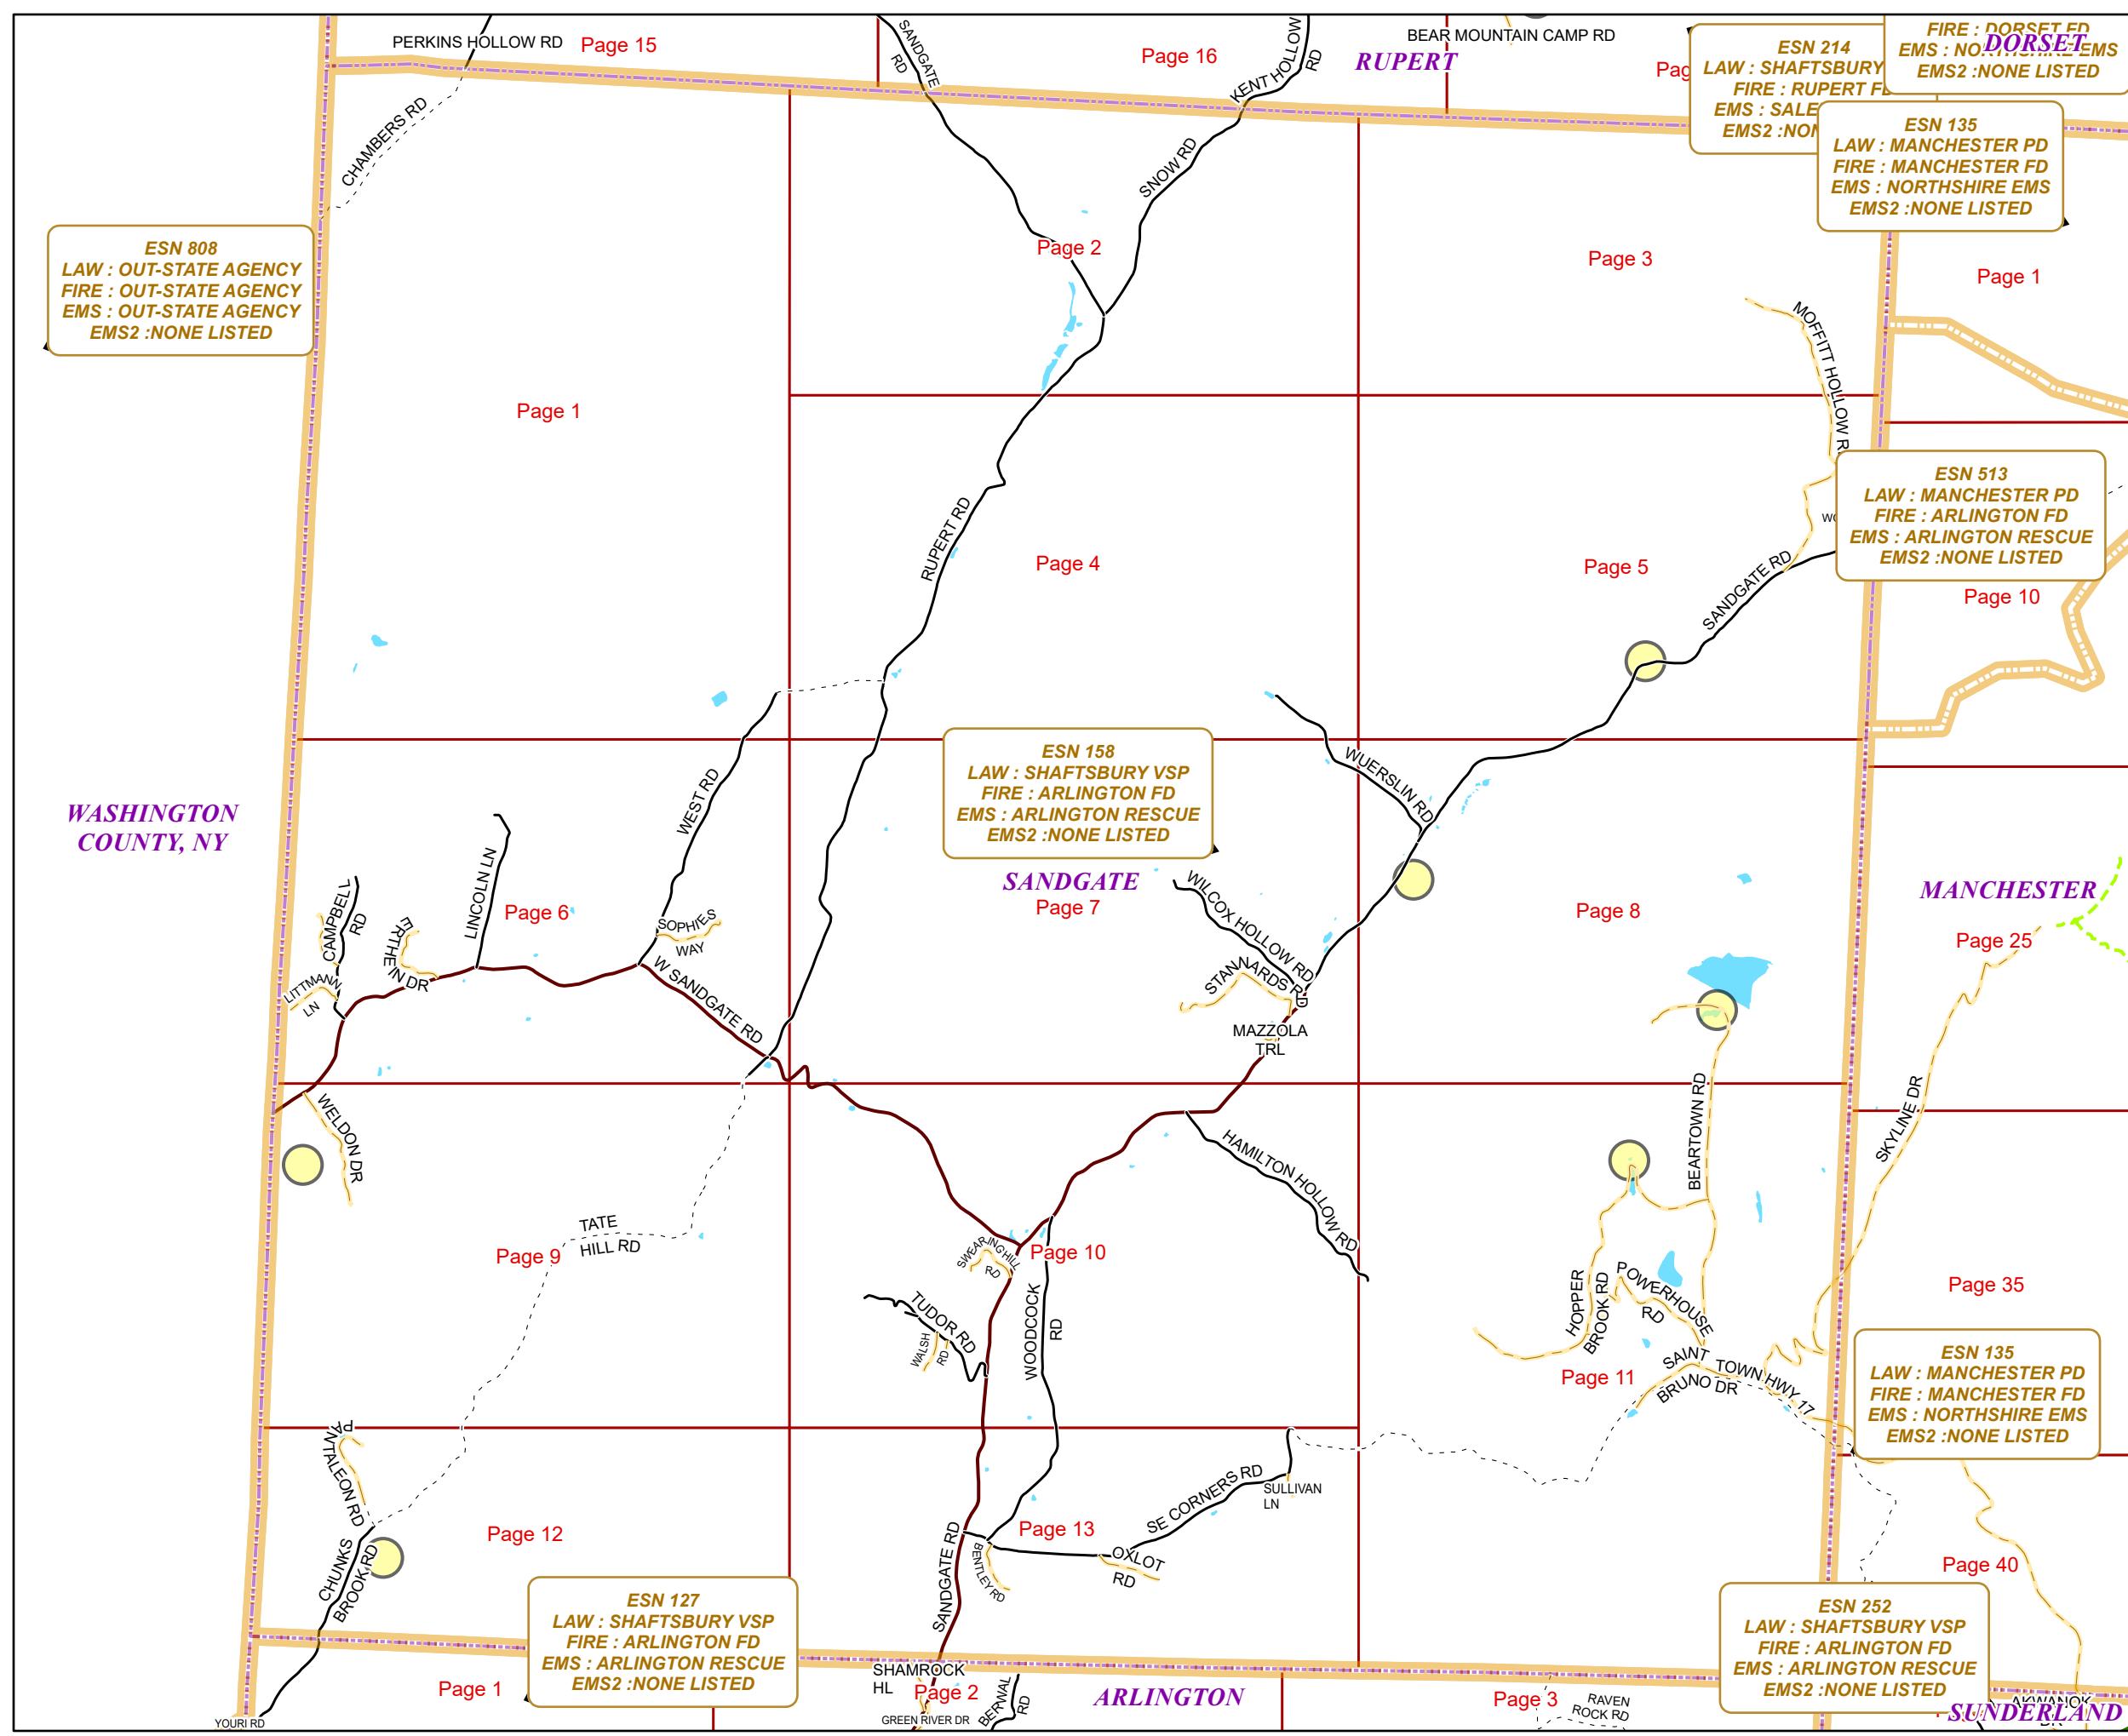 PERKINS HOLLOW RD
Page 15
SANDGATE
RD
Page 16
KENT HOLLOW
RD
RUPERT
BEAR MOUNTAIN CAMP RD
ESN 214
LAW : SHAFTSBURY
FIRE : RUPERT
EMS2
FIRE : DORSET FD
DORSET
EMS2 :NONE LISTED
ESN 135
LAW : MANCHESTER PD
FIRE : MANCHESTER FD
EMS : NORTHSHIRE EMS
EMS2 :NONE LISTED
CHAMBERS RD
SNOW RD
ESN 808
LAW : OUT-STATE AGENCY
FIRE : OUT-STATE AGENCY
EMS : OUT-STATE AGENCY
EMS2 :NONE LISTED
Page 2
Page 3
Page 1
MOFFITT HOLLOW R
Page 1
ESN 513
LAW : MANCHESTER PD
FIRE : ARLINGTON FD
EMS : ARLINGTON RESCUE
EMS2 :NONE LISTED
RUPERT RD
Page 4
Page 5
SANDGATE RD
Page 10
ESN 158
LAW : SHAFTSBURY VSP
FIRE : ARLINGTON FD
EMS : ARLINGTON RESCUE
EMS2 :NONE LISTED
WUERSLIN RD
WEST RD
WASHINGTON
COUNTY, NY
SANDGATE
Page 7
WILCOX HOLLOW RD
MANCHESTER
LINCOLN LN
CAMPBELL
RD
Page 6
Page 8
SOPHIES
WAY
ERTHEIN DR
Page 25
W SANDGATE RD
STANNARDS RD
LITTMANN
LN
MAZZOLA
TRL
WELDON DR
BEARTOWN RD
SKYLINE DR
HAMILTON HOLLOW RD
TATE
HILL RD
Page 9
SWEARING HILL
RD
Page 10
HOPPER
BROOK RD
POWERHOUSE
RD
Page 35
WOODCOCK
RD
TUDOR RD
WALSH
RD
Page 11
SAINT
BRUNO DR
TOWN HWY 17
ESN 135
LAW : MANCHESTER PD
FIRE : MANCHESTER FD
EMS : NORTHSHIRE EMS
EMS2 :NONE LISTED
PANTALEON RD
SE CORNERS RD
SULLIVAN
LN
Page 12
Page 13
SANDGATE RD
BENTLEY RD
OXLOT
RD
CHUNKS
BROOK RD
Page 40
ESN 127
LAW : SHAFTSBURY VSP
FIRE : ARLINGTON FD
EMS : ARLINGTON RESCUE
EMS2 :NONE LISTED
ESN 252
LAW : SHAFTSBURY VSP
FIRE : ARLINGTON FD
EMS : ARLINGTON RESCUE
EMS2 :NONE LISTED
SHAMROCK
HL
Page 1
Page 2
BERWAL
RD
ARLINGTON
Page 3
RAVEN
ROCK RD
SUNDERLAND
YOURI RD
GREEN RIVER DR